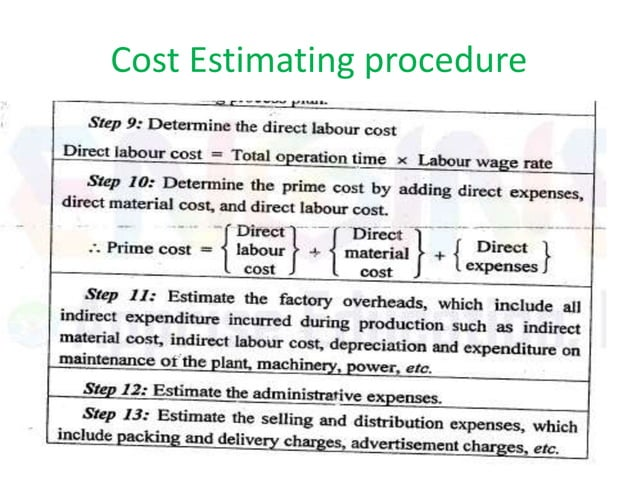 Cost Estimating procedure
process plan.
Step 9: Determine the direct labour cost
Direct labour cost = Total operation time × Labour wage rate
Step 10: Determine the prime cost by adding direct expenses,
direct material cost, and direct labour cost.
∴ Prime cost = { Direct labour cost } + { Direct material cost } + { Direct expenses }
Step 11: Estimate the factory overheads, which include all
indirect expenditure incurred during production such as indirect
material cost, indirect labour cost, depreciation and expenditure on
maintenance of the plant, machinery, power, etc.
Step 12: Estimate the administrative expenses.
Step 13: Estimate the selling and distribution expenses, which
include packing and delivery charges, advertisement charges, etc.